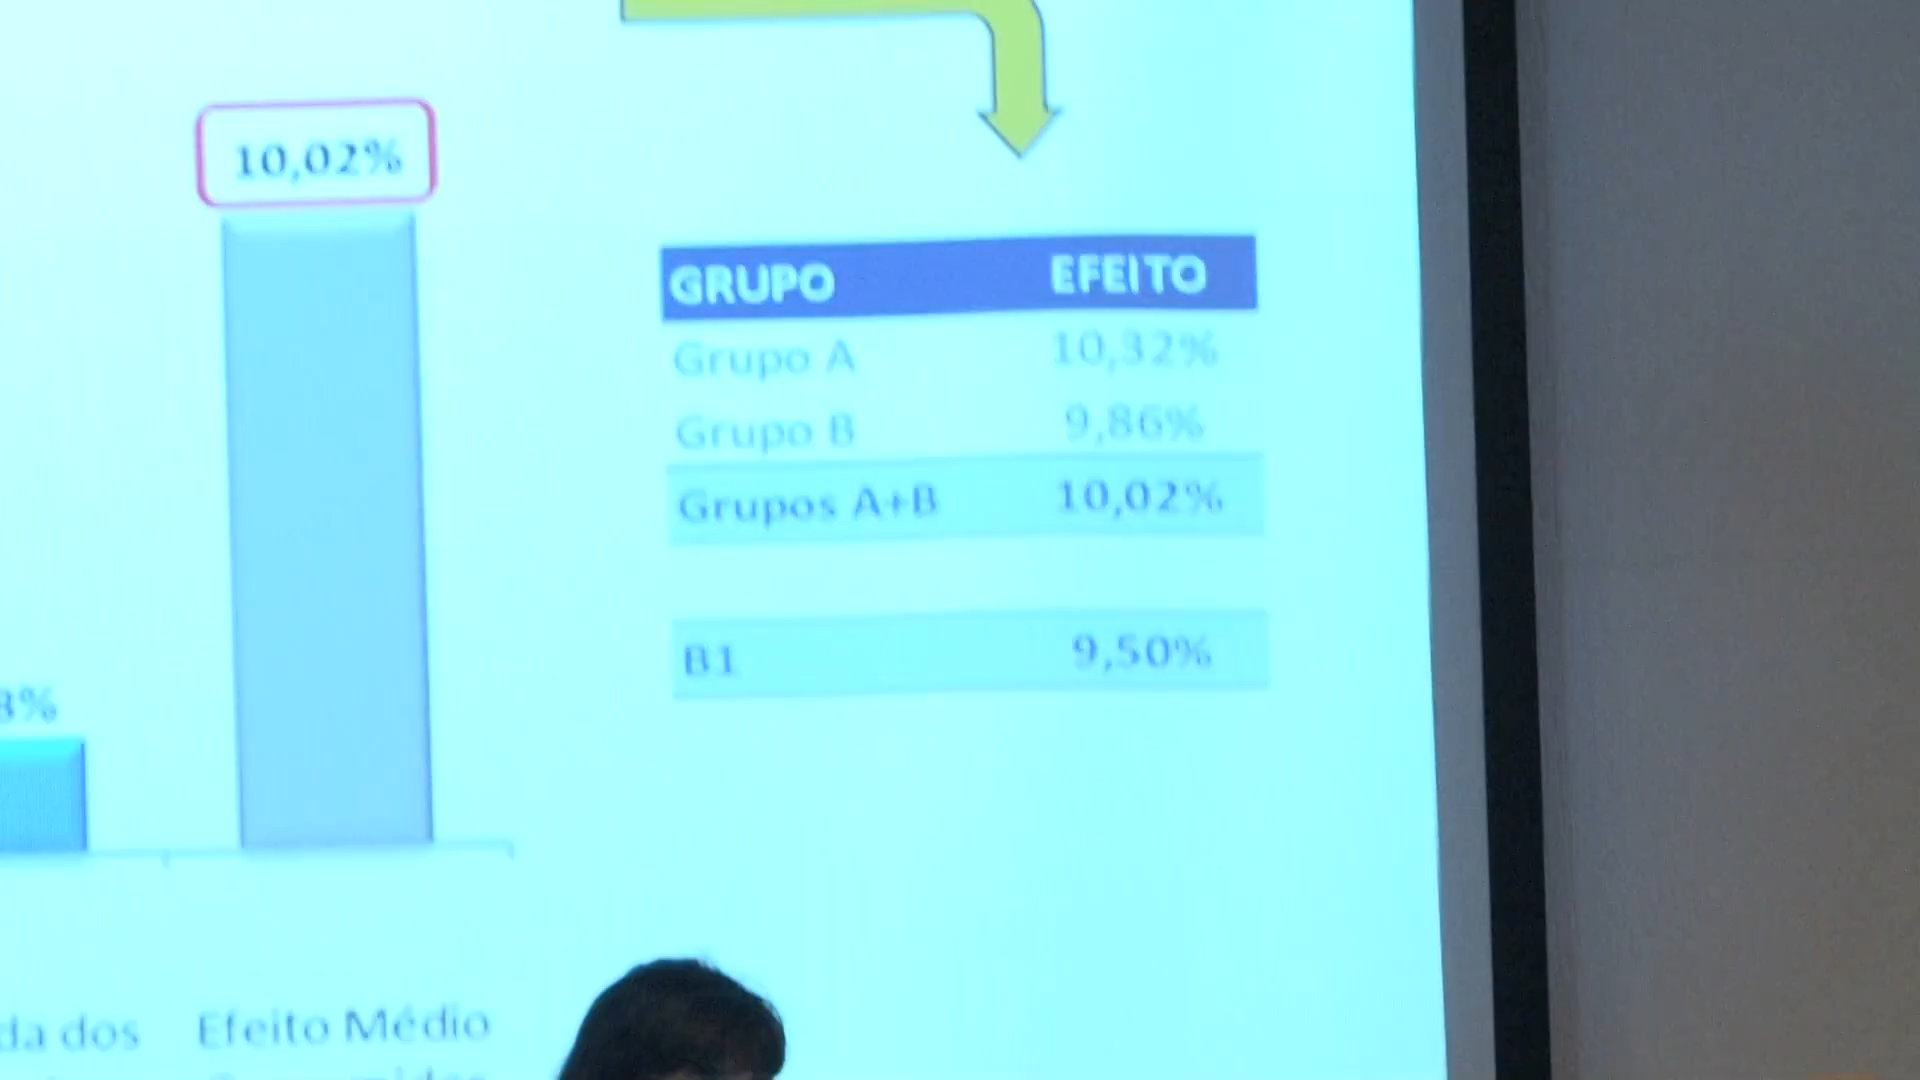 10,02%
GRUPO EFEITO
Grupo A 10,32%
Grupo B 9,86%
Grupos A+B 10,02%
B1 9,50%
8%
da dos
Efeito Médio